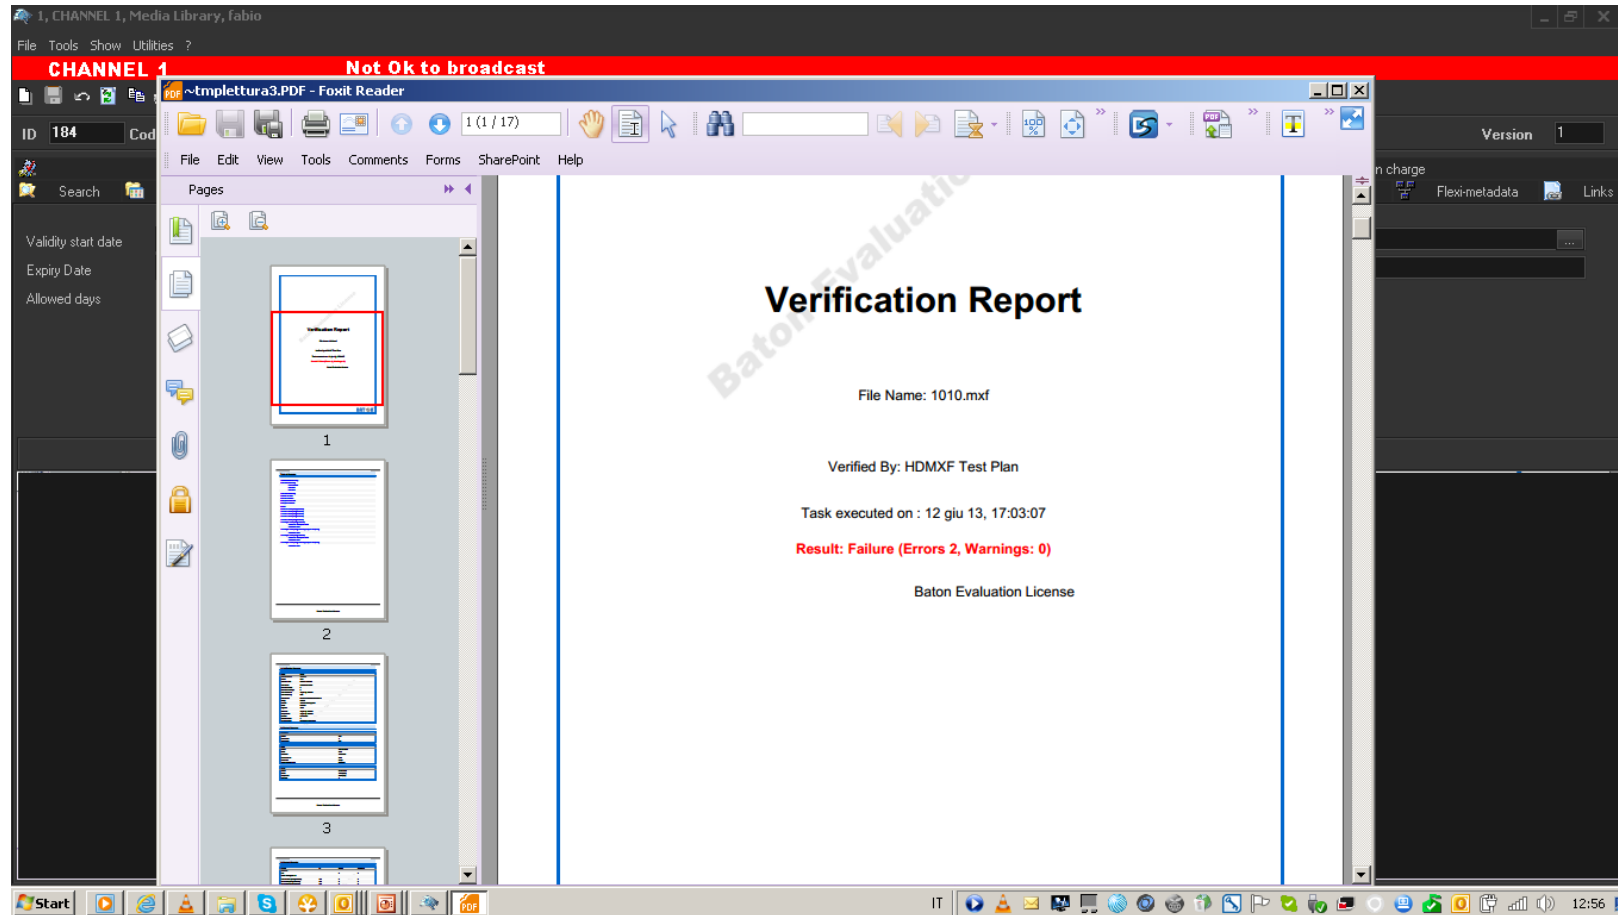 1, CHANNEL 1, Media Library, fabio
File Tools Show Utilities ?
CHANNEL 1 Not Ok to broadcast
~tmplettura3.PDF - Foxit Reader
ID 184 Cod
1 (1 / 17)
Version 1
File Edit View Tools Comments Forms SharePoint Help
n charge
Search
Pages
Flexi-metadata Links
Validity start date
Expiry Date
Allowed days
...
Baton Evaluatio
Verification Report
File Name: 1010.mxf
Verified By: HDMXF Test Plan
Task executed on : 12 giu 13, 17:03:07
Result: Failure (Errors 2, Warnings: 0)
Baton Evaluation License
Verification Report
1
2
3
Start
IT
12:56